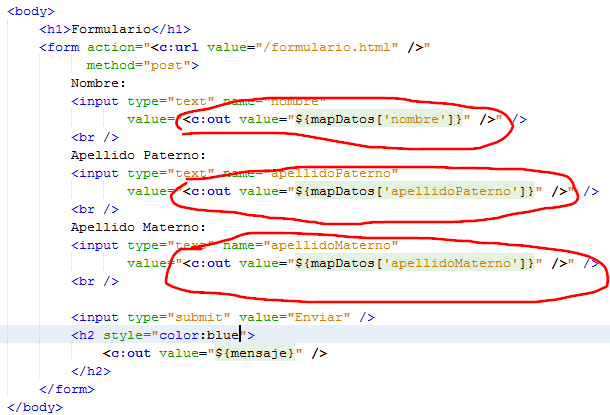 <body>
<h1>Formulario</h1>
<form action="<c:url value="/formulario.html" />"
method="post">
Nombre:
<input type="text" name="nombre"
value="<c:out value="${mapDatos['nombre']}" />" />
<br />
Apellido Paterno:
<input type="text" name="apellidoPaterno"
value="<c:out value="${mapDatos['apellidoPaterno']}" />" />
<br />
Apellido Materno:
<input type="text" name="apellidoMaterno"
value="<c:out value="${mapDatos['apellidoMaterno']}" />" />
<br />
<input type="submit" value="Enviar" />
<h2 style="color:blue">
<c:out value="${mensaje}" />
</h2>
</form>
</body>